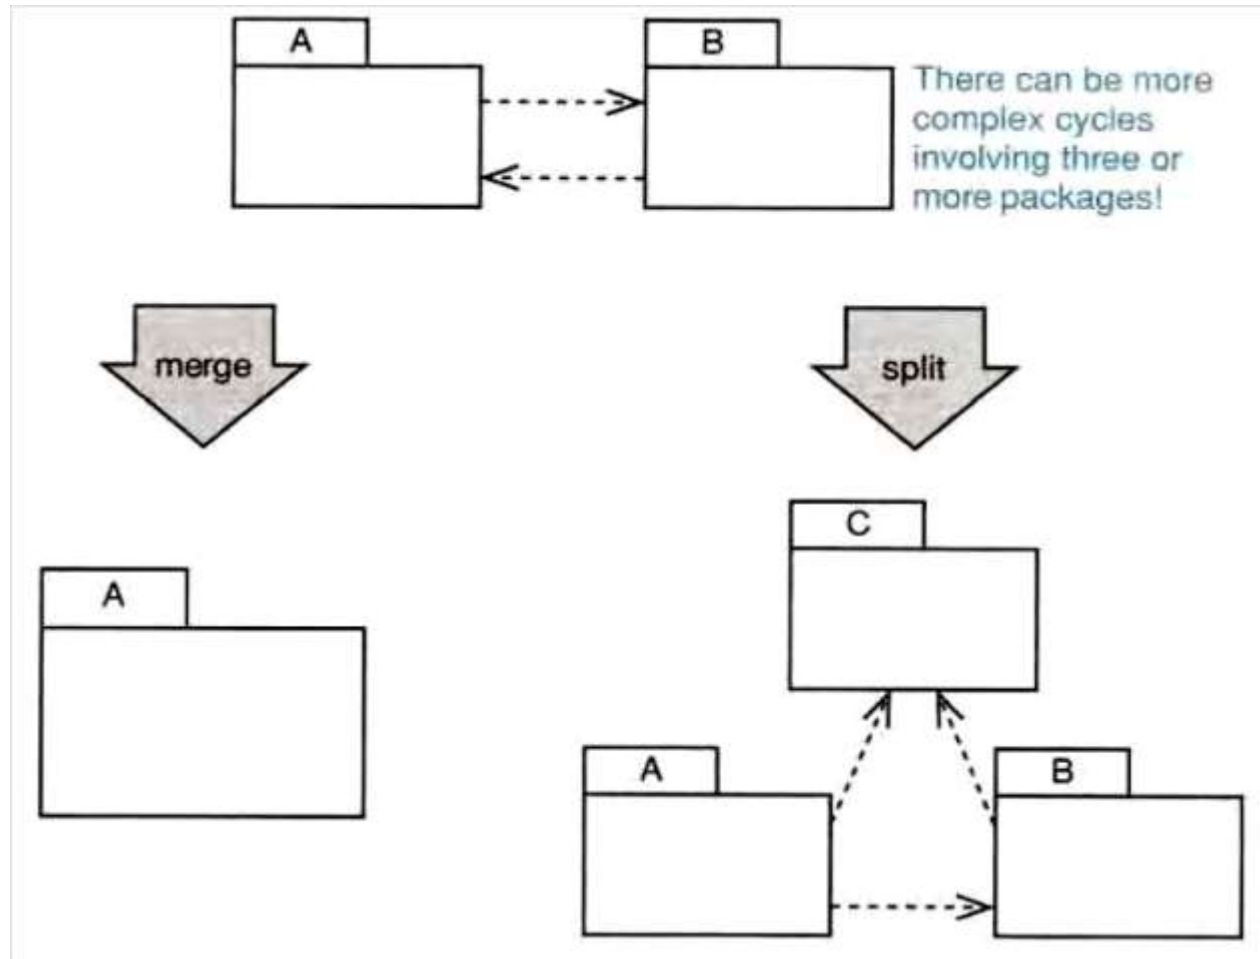 A
B
There can be more
complex cycles
involving three or
more packages!
merge
split
C
A
A
B